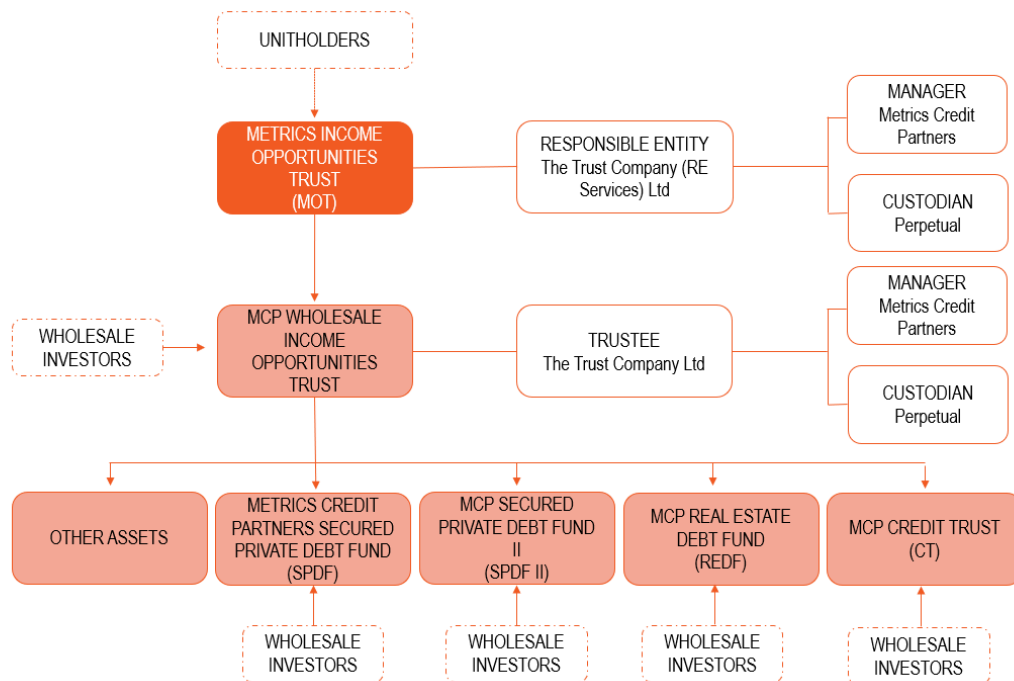 UNITHOLDERS
METRICS INCOME
OPPORTUNITIES
TRUST
(MOT)
RESPONSIBLE ENTITY
The Trust Company (RE
Services) Ltd
MANAGER
Metrics Credit
Partners
CUSTODIAN
Perpetual
WHOLESALE
INVESTORS
MCP WHOLESALE
INCOME
OPPORTUNITIES
TRUST
TRUSTEE
The Trust Company Ltd
MANAGER
Metrics Credit
Partners
CUSTODIAN
Perpetual
OTHER ASSETS
METRICS CREDIT
PARTNERS SECURED
PRIVATE DEBT FUND
(SPDF)
MCP SECURED
PRIVATE DEBT FUND
II
(SPDF II)
MCP REAL ESTATE
DEBT FUND
(REDF)
MCP CREDIT TRUST
(CT)
WHOLESALE
INVESTORS
WHOLESALE
INVESTORS
WHOLESALE
INVESTORS
WHOLESALE
INVESTORS